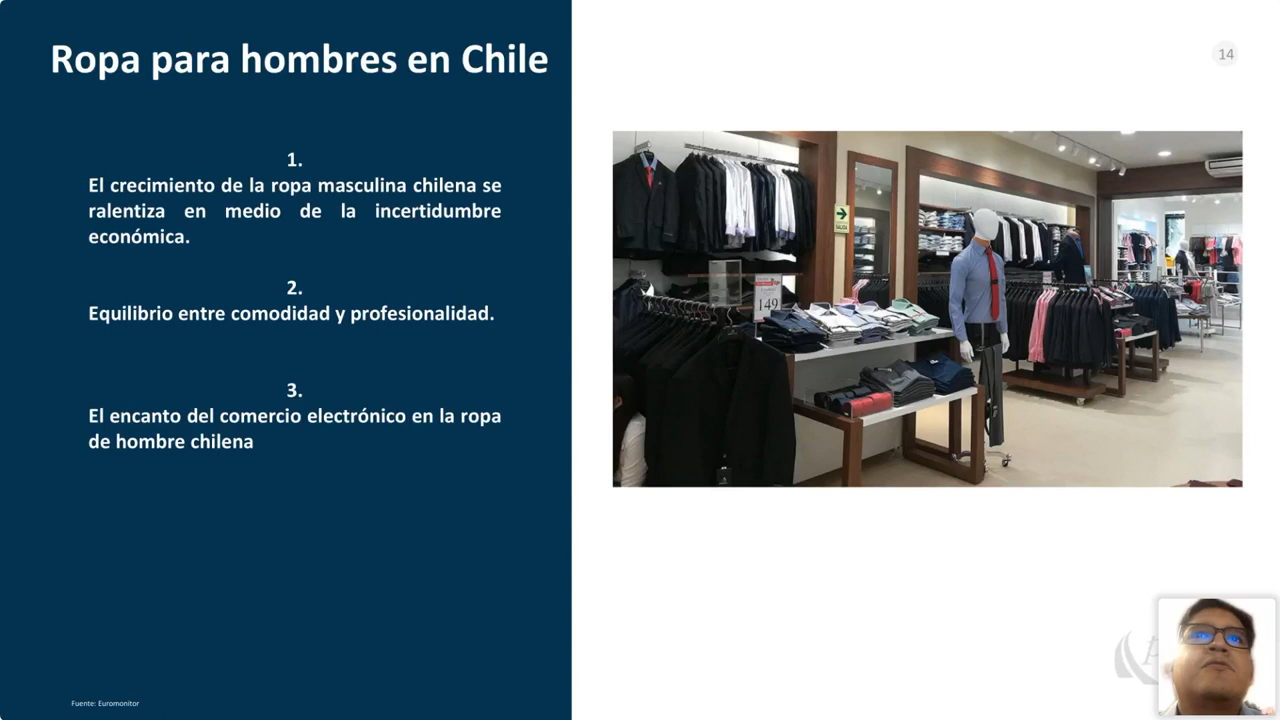 Ropa para hombres en Chile
14
1.
El crecimiento de la ropa masculina chilena se
ralentiza en medio de la incertidumbre
económica.
2.
Equilibrio entre comodidad y profesionalidad.
3.
El encanto del comercio electrónico en la ropa
de hombre chilena
149
SALIDA
Fuente: Euromonitor